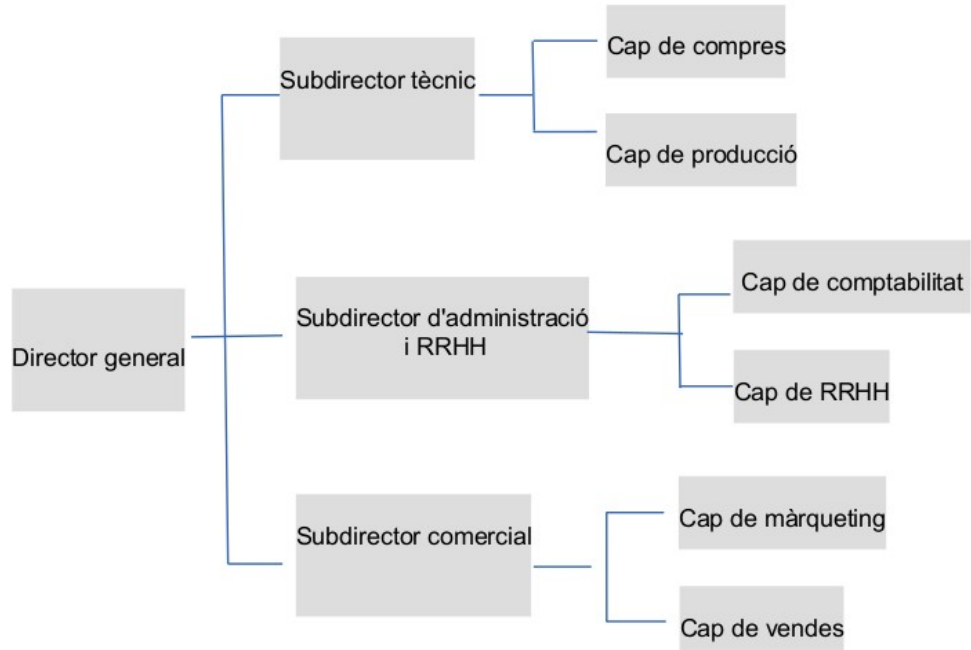 Cap de compres
Subdirector tècnic
Cap de producció
Cap de comptabilitat
Subdirector d'administració
i RRHH
Director general
Cap de RRHH
Cap de màrqueting
Subdirector comercial
Cap de vendes